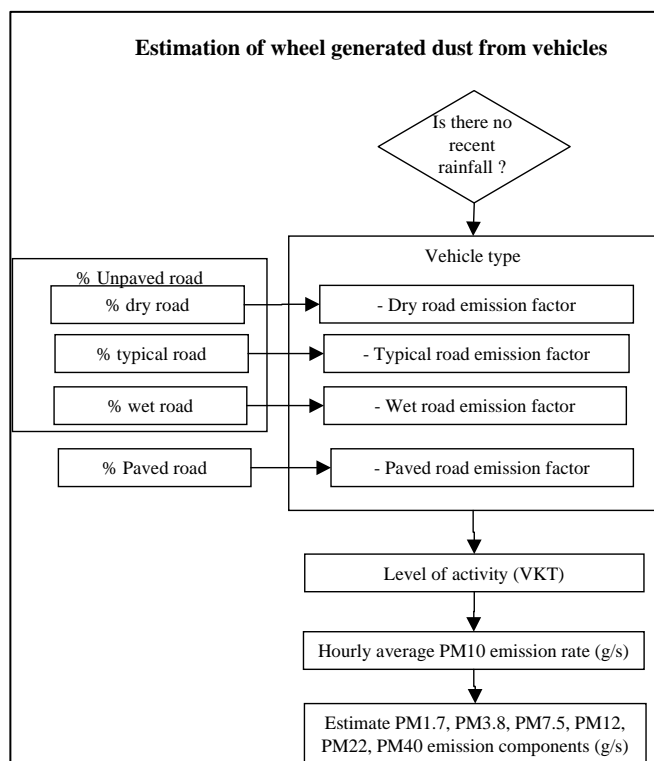 Estimation of wheel generated dust from vehicles
Is there no
recent
rainfall ?
Vehicle type
% Unpaved road
% dry road
- Dry road emission factor
% typical road
- Typical road emission factor
% wet road
- Wet road emission factor
% Paved road
- Paved road emission factor
Level of activity (VKT)
Hourly average PM10 emission rate (g/s)
Estimate PM1.7, PM3.8, PM7.5, PM12,
PM22, PM40 emission components (g/s)